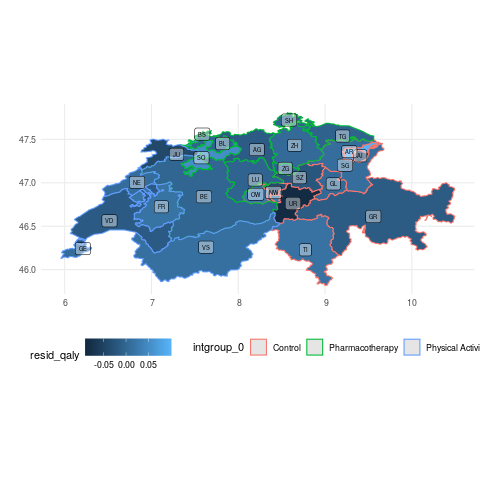 47.5
47.0
46.5
46.0
SH
BS
BL
TG
JU
SO
AG
ZH
AR
AI
SG
ZG
NE
LU
SZ
GL
BE
OW
NW
UR
FR
VD
GR
GE
VS
TI
6 7 8 9 10
resid_qaly
-0.05 0.00 0.05
intgroup_0 Control Pharmacotherapy Physical Activi